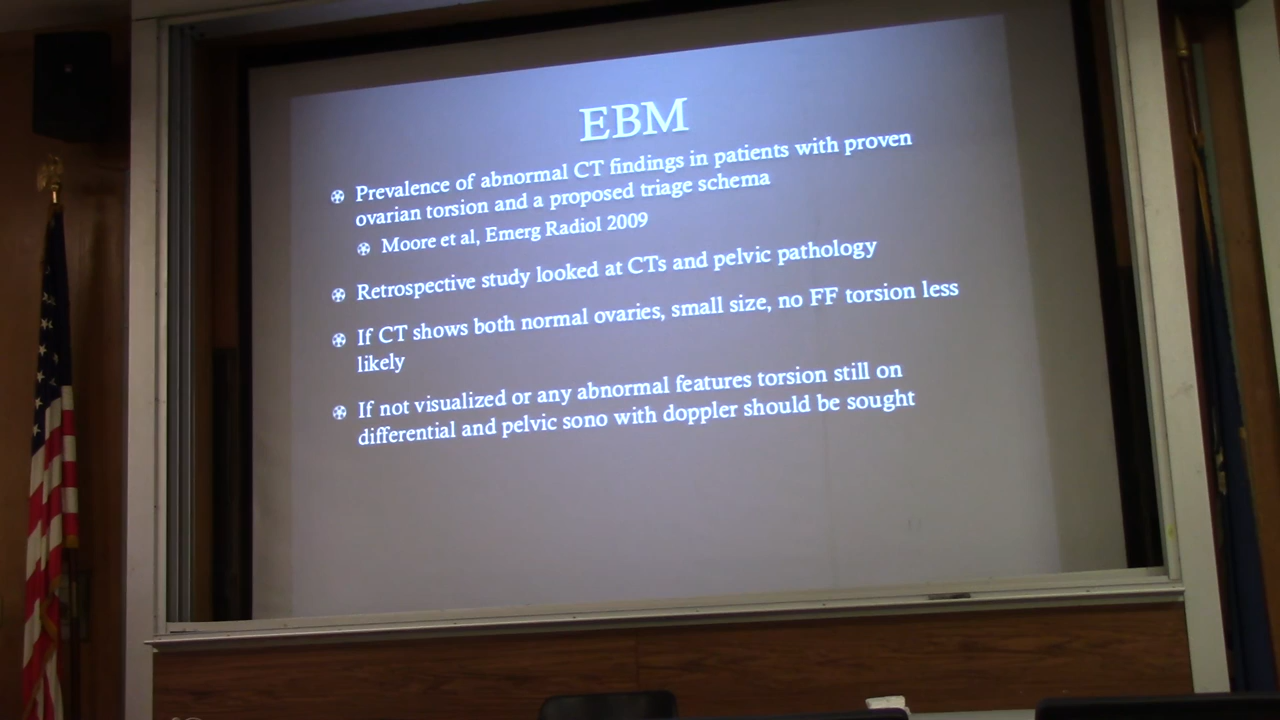 EBM
Prevalence of abnormal CT findings in patients with proven
ovarian torsion and a proposed triage schema
Moore et al, Emerg Radiol 2009
Retrospective study looked at CTs and pelvic pathology
If CT shows both normal ovaries, small size, no FF torsion less
likely
If not visualized or any abnormal features torsion still on
differential and pelvic sono with doppler should be sought